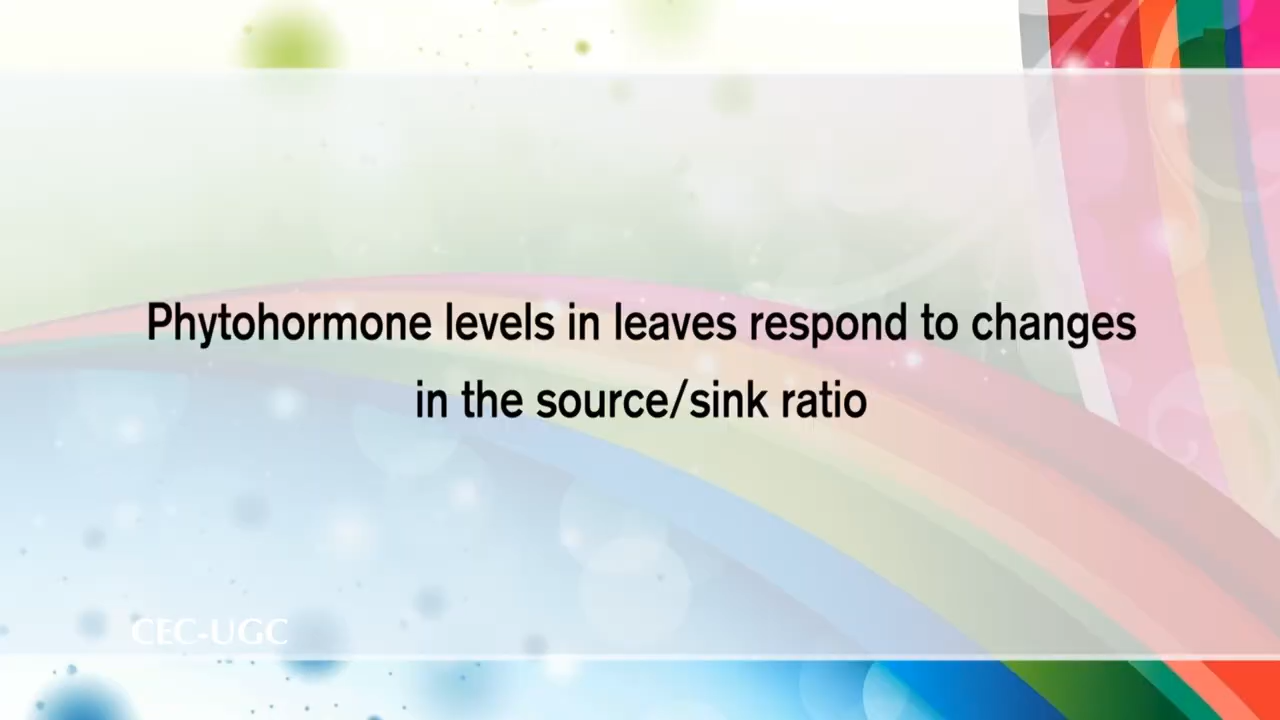 Phytohormone levels in leaves respond to changes
in the source/sink ratio
CEC-UGC